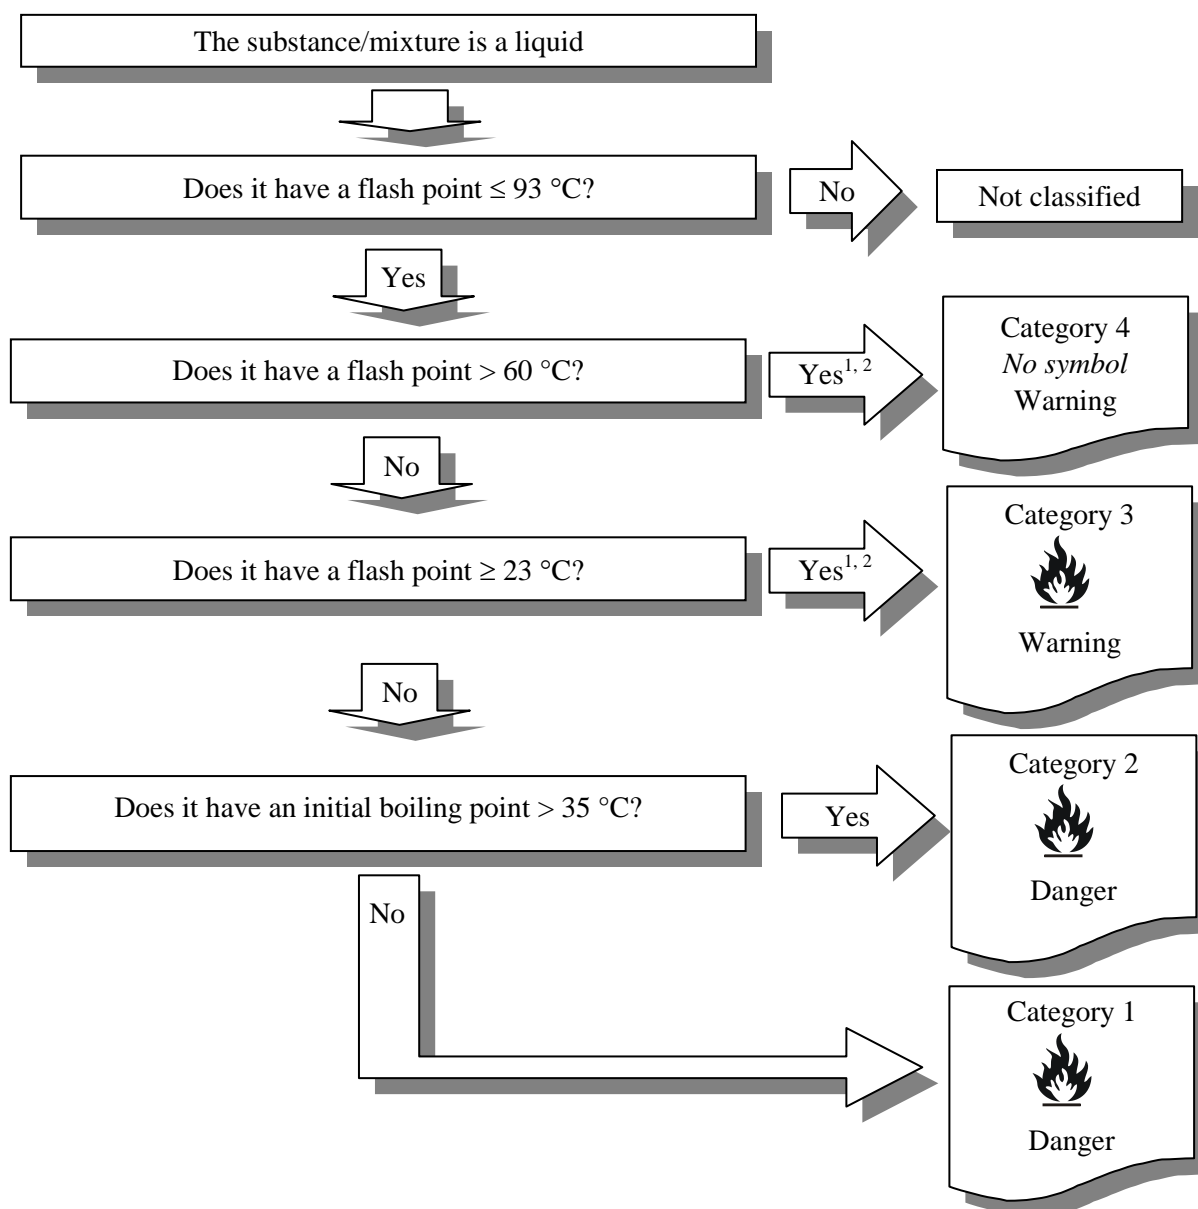 The substance/mixture is a liquid
Does it have a flash point ≤ 93 °C?
No
Not classified
Yes
Does it have a flash point > 60 °C?
Yes1, 2
Category 4
No symbol
Warning
No
Does it have a flash point ≥ 23 °C?
Yes1, 2
Category 3
Warning
No
Does it have an initial boiling point > 35 °C?
Yes
Category 2
Danger
No
Category 1
Danger